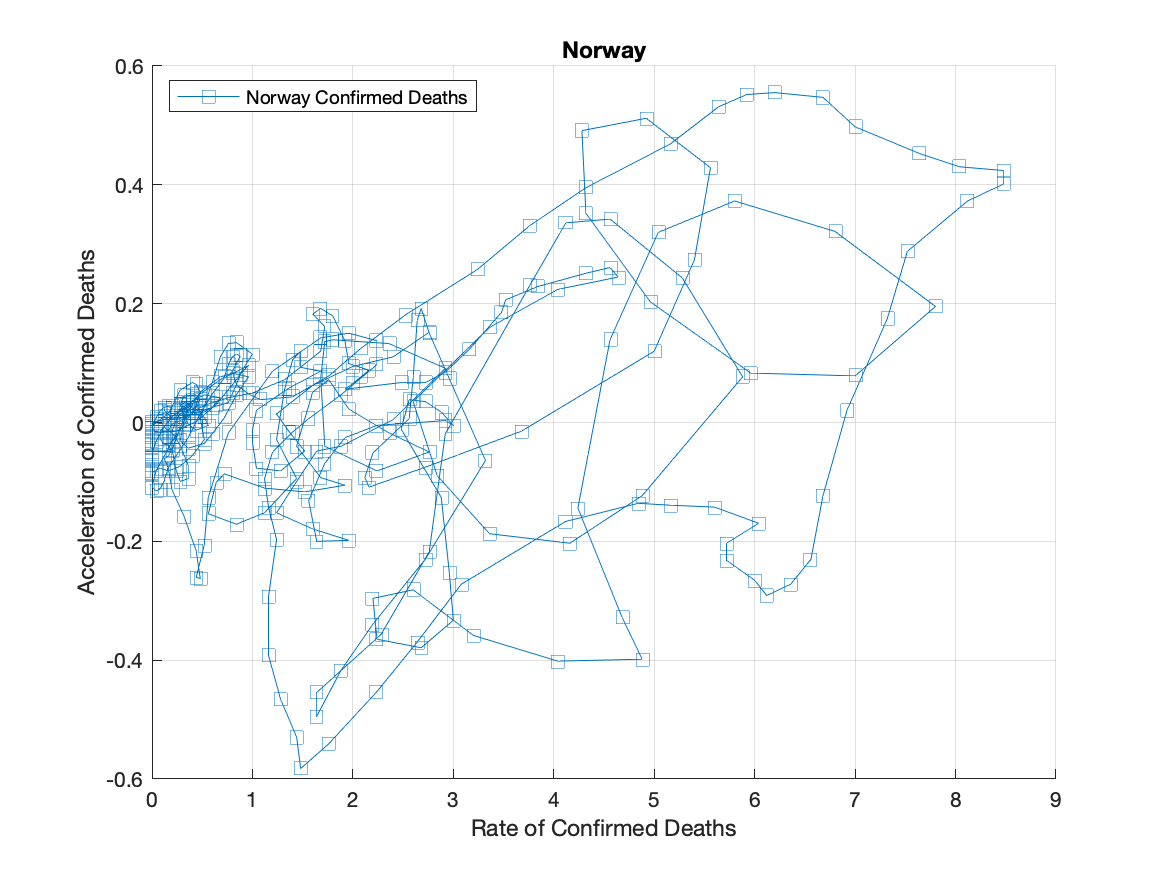 Norway
Norway Confirmed Deaths
0.6
0.4
0.2
0
-0.2
-0.4
-0.6
Acceleration of Confirmed Deaths
0 1 2 3 4 5 6 7 8 9
Rate of Confirmed Deaths